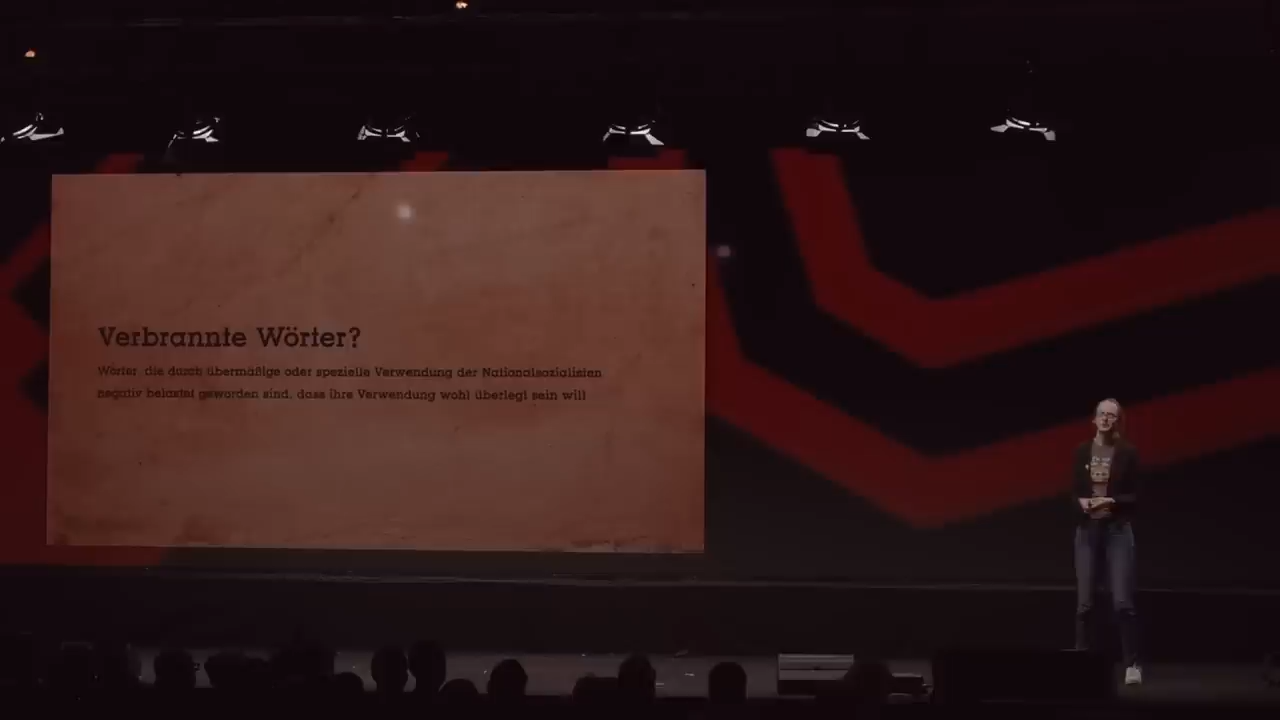 Verbrannte Wörter?
Wörter, die durch übermäßige oder spezielle Verwendung der Nationalsozialisten
negativ belastet geworden sind, dass ihre Verwendung wohl überlegt sein will